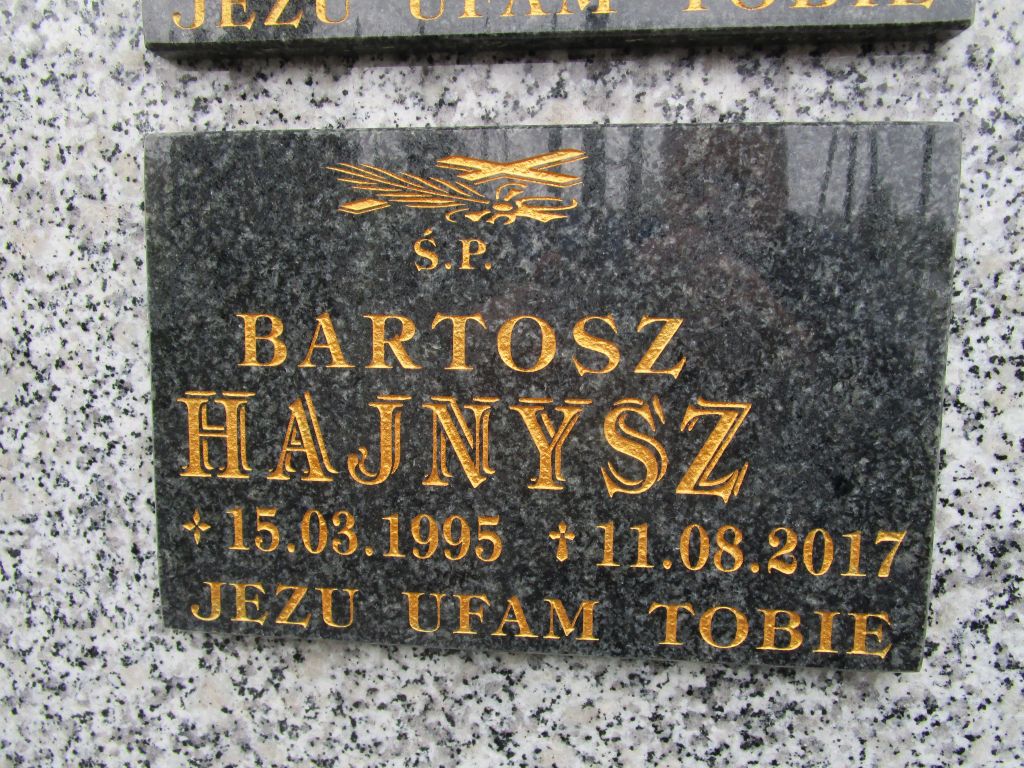 JEZU UFAM TOBIE
Ś.P.
BARTOSZ
HAJNYSZ
15.03.1995 11.08.2017
JEZU UFAM TOBIE